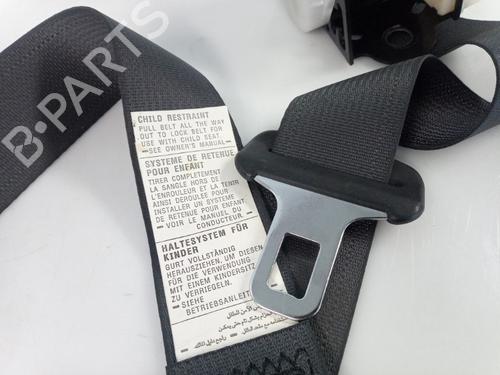 B-PARTS
CHILD RESTRAINT
PULL BELT ALL THE WAY
OUT TO LOCK BELT FOR
USE WITH CHILD SEAT.
—SEE OWNER'S MANUAL—
SYSTEME DE RETENUE
POUR ENFANT
TIRER COMPLETEMENT
LA SANGLE HORS DE
L'ENROULEUR ET LA TENIR
AINSI DEROULEE POUR
INSTALLER UN SYSTEME
DE RETENUE POUR ENFANT.
— VOIR LE MANUEL DU
CONDUCTEUR. —
HALTESYSTEM FÜR
KINDER
GURT VOLLSTÄNDIG
HERAUSZIEHEN, UM DIESEN
FÜR DIE VERWENDUNG
MIT EINEM KINDERSITZ
ZU VERRIEGELN.
—SIEHE
BETRIEBSANLEIT